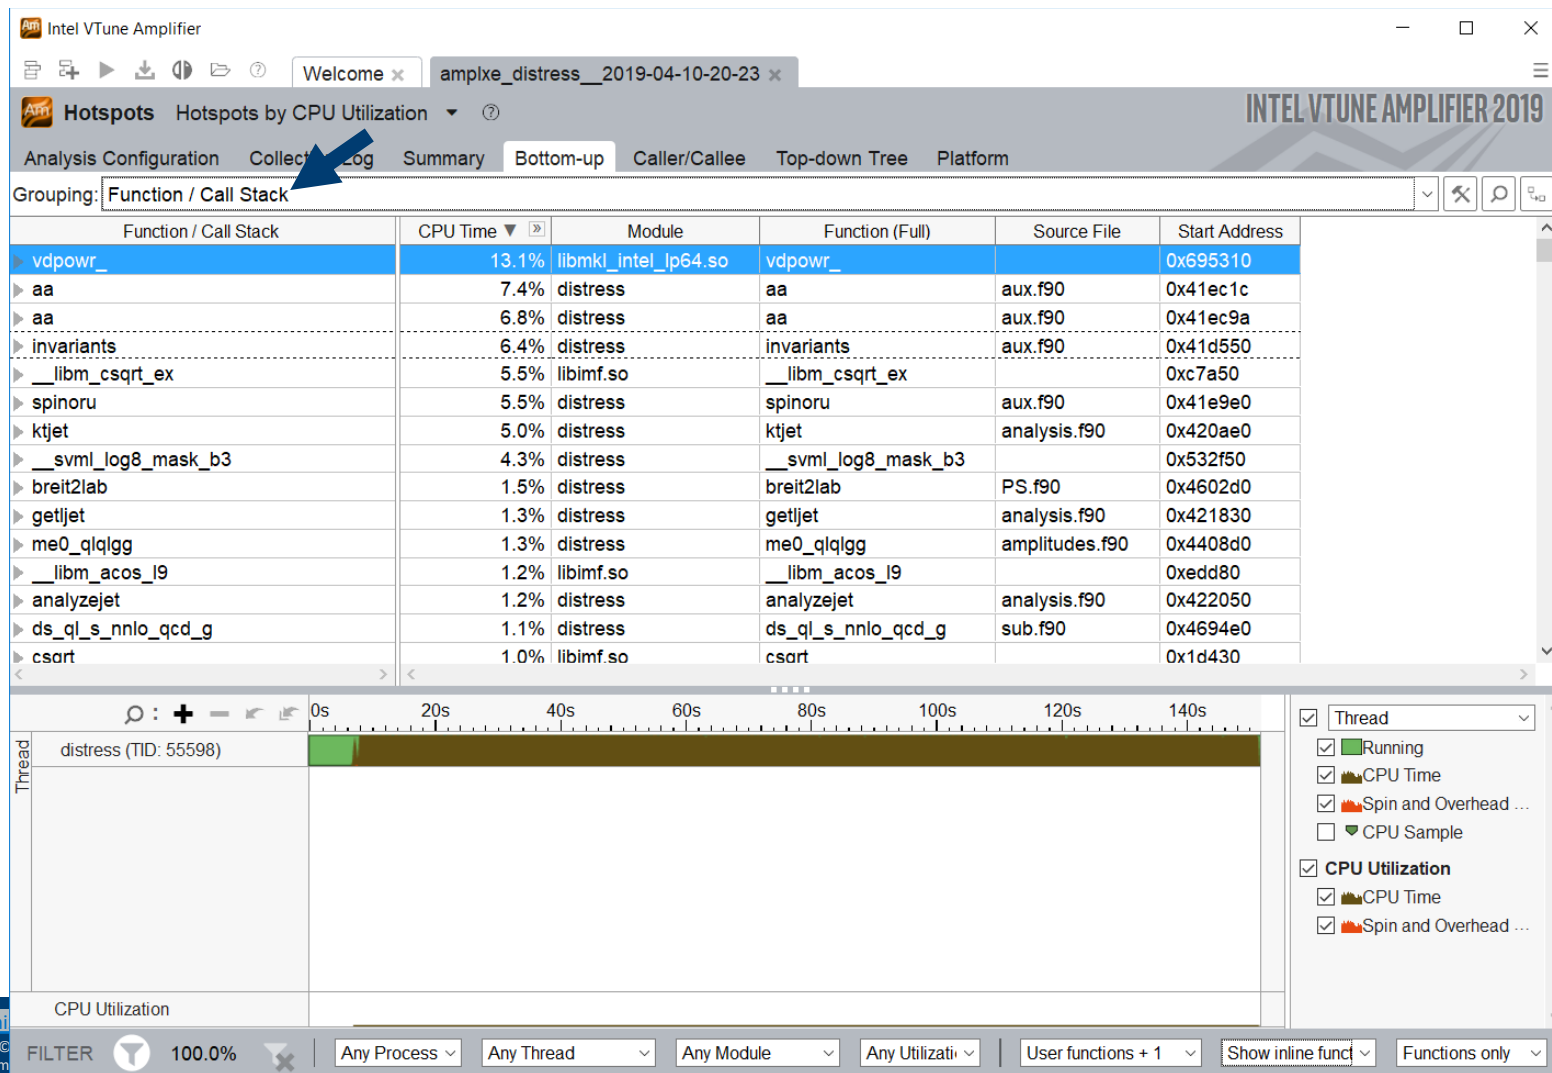 Intel VTune Amplifier
Welcome
amplxe_distress__2019-04-10-20-23
Hotspots Hotspots by CPU Utilization
INTEL VTUNE AMPLIFIER 2019
Analysis Configuration Collect Log Summary Bottom-up Caller/Callee Top-down Tree Platform
Grouping: Function / Call Stack
Function / Call Stack CPU Time Module Function (Full) Source File Start Address
vdpowr_ 13.1% libmkl_intel_lp64.so vdpowr_ 0x695310
aa 7.4% distress aa aux.f90 0x41ec1c
aa 6.8% distress aa aux.f90 0x41ec9a
invariants 6.4% distress invariants aux.f90 0x41d550
__libm_csqrt_ex 5.5% libimf.so __libm_csqrt_ex 0xc7a50
spinoru 5.5% distress spinoru aux.f90 0x41e9e0
ktjet 5.0% distress ktjet analysis.f90 0x420ae0
__svml_log8_mask_b3 4.3% distress __svml_log8_mask_b3 0x532f50
breit2lab 1.5% distress breit2lab PS.f90 0x4602d0
getljet 1.3% distress getljet analysis.f90 0x421830
me0_qlqlgg 1.3% distress me0_qlqlgg amplitudes.f90 0x4408d0
__libm_acos_l9 1.2% libimf.so __libm_acos_l9 0xedd80
analyzejet 1.2% distress analyzejet analysis.f90 0x422050
ds_ql_s_nnlo_qcd_g 1.1% distress ds_ql_s_nnlo_qcd_g sub.f90 0x4694e0
csqrt 1.0% libimf.so csqrt 0x1d430
0s 20s 40s 60s 80s 100s 120s 140s
Thread
distress (TID: 55598)
CPU Utilization
Thread
Running
CPU Time
Spin and Overhead ...
CPU Sample
CPU Utilization
CPU Time
Spin and Overhead ...
FILTER 100.0% Any Process Any Thread Any Module Any Utilizati User functions + 1 Show inline funct Functions only